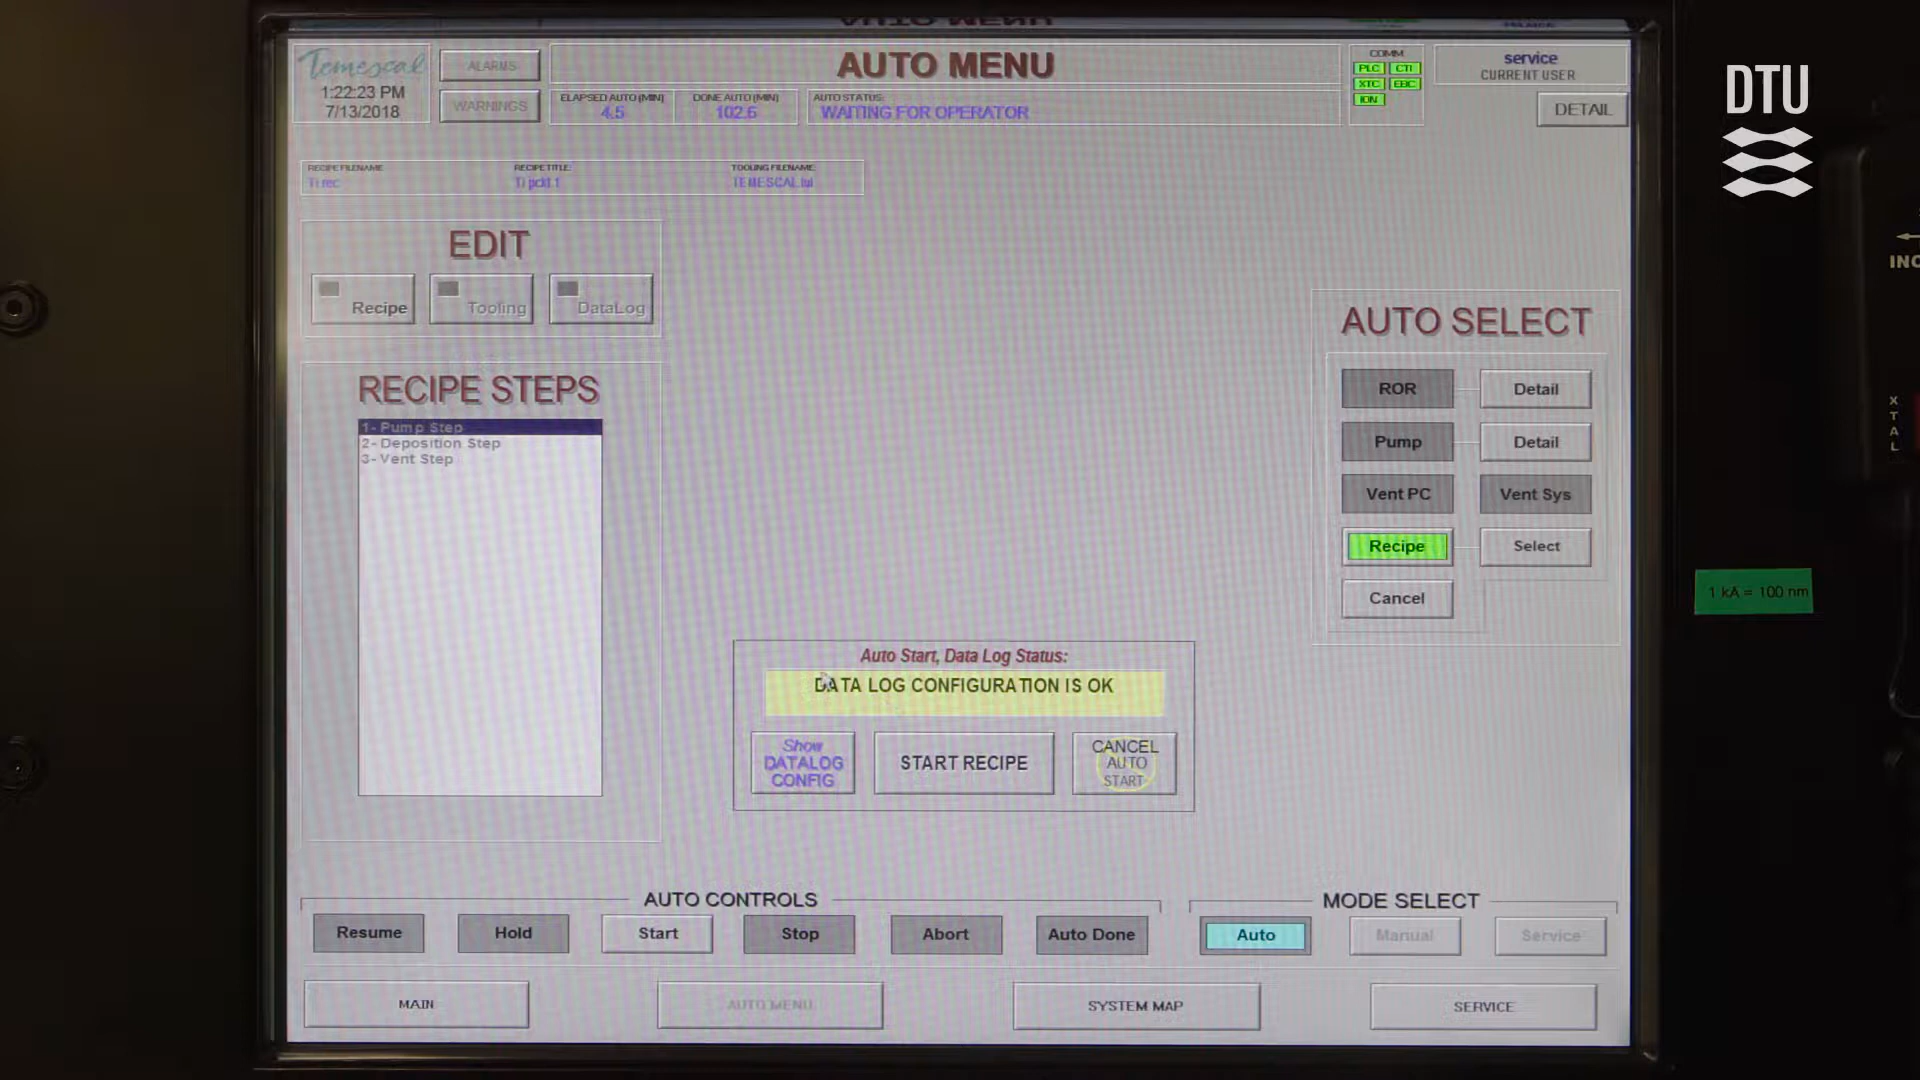 AUTO MENU
Temescal
1:22:23 PM
7/13/2018
ALARMS
WARNINGS
AUTO MENU
ELAPSED AUTO (MIN)
4.5
DONE AUTO (MIN)
102.6
AUTO STATUS:
WAITING FOR OPERATOR
COMM
PLC CTI
XTC EBC
ION
service
CURRENT USER
DETAIL
DTU
RECIPE FILENAME
Ti.rec
RECIPE TITLE:
TOOLING FILENAME:
EDIT
Recipe
Tooling
DataLog
RECIPE STEPS
1- Pump Step
2- Deposition Step
3- Vent Step
AUTO SELECT
ROR Detail
Pump Detail
Vent PC Vent Sys
Recipe Select
Cancel
XTAL
1 kA = 100 nm
Auto Start, Data Log Status:
DATA LOG CONFIGURATION IS OK
Show
DATALOG
CONFIG
START RECIPE
CANCEL
AUTO
START
AUTO CONTROLS
Resume Hold Start Stop Abort Auto Done
MODE SELECT
Auto Manual Service
MAIN AUTO MENU SYSTEM MAP SERVICE